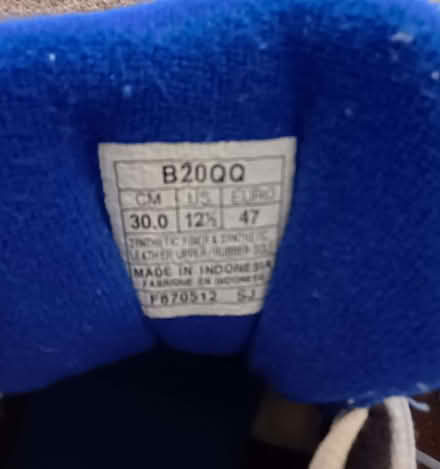 B20QQ
CM US EURO
30.0 12½ 47
SYNTHETIC FIBER & SYNTHETIC
LEATHER UPPER/RUBBER SOLE
MADE IN INDONESIA
FABRIQUE EN INDONESIE
F670512 SJ